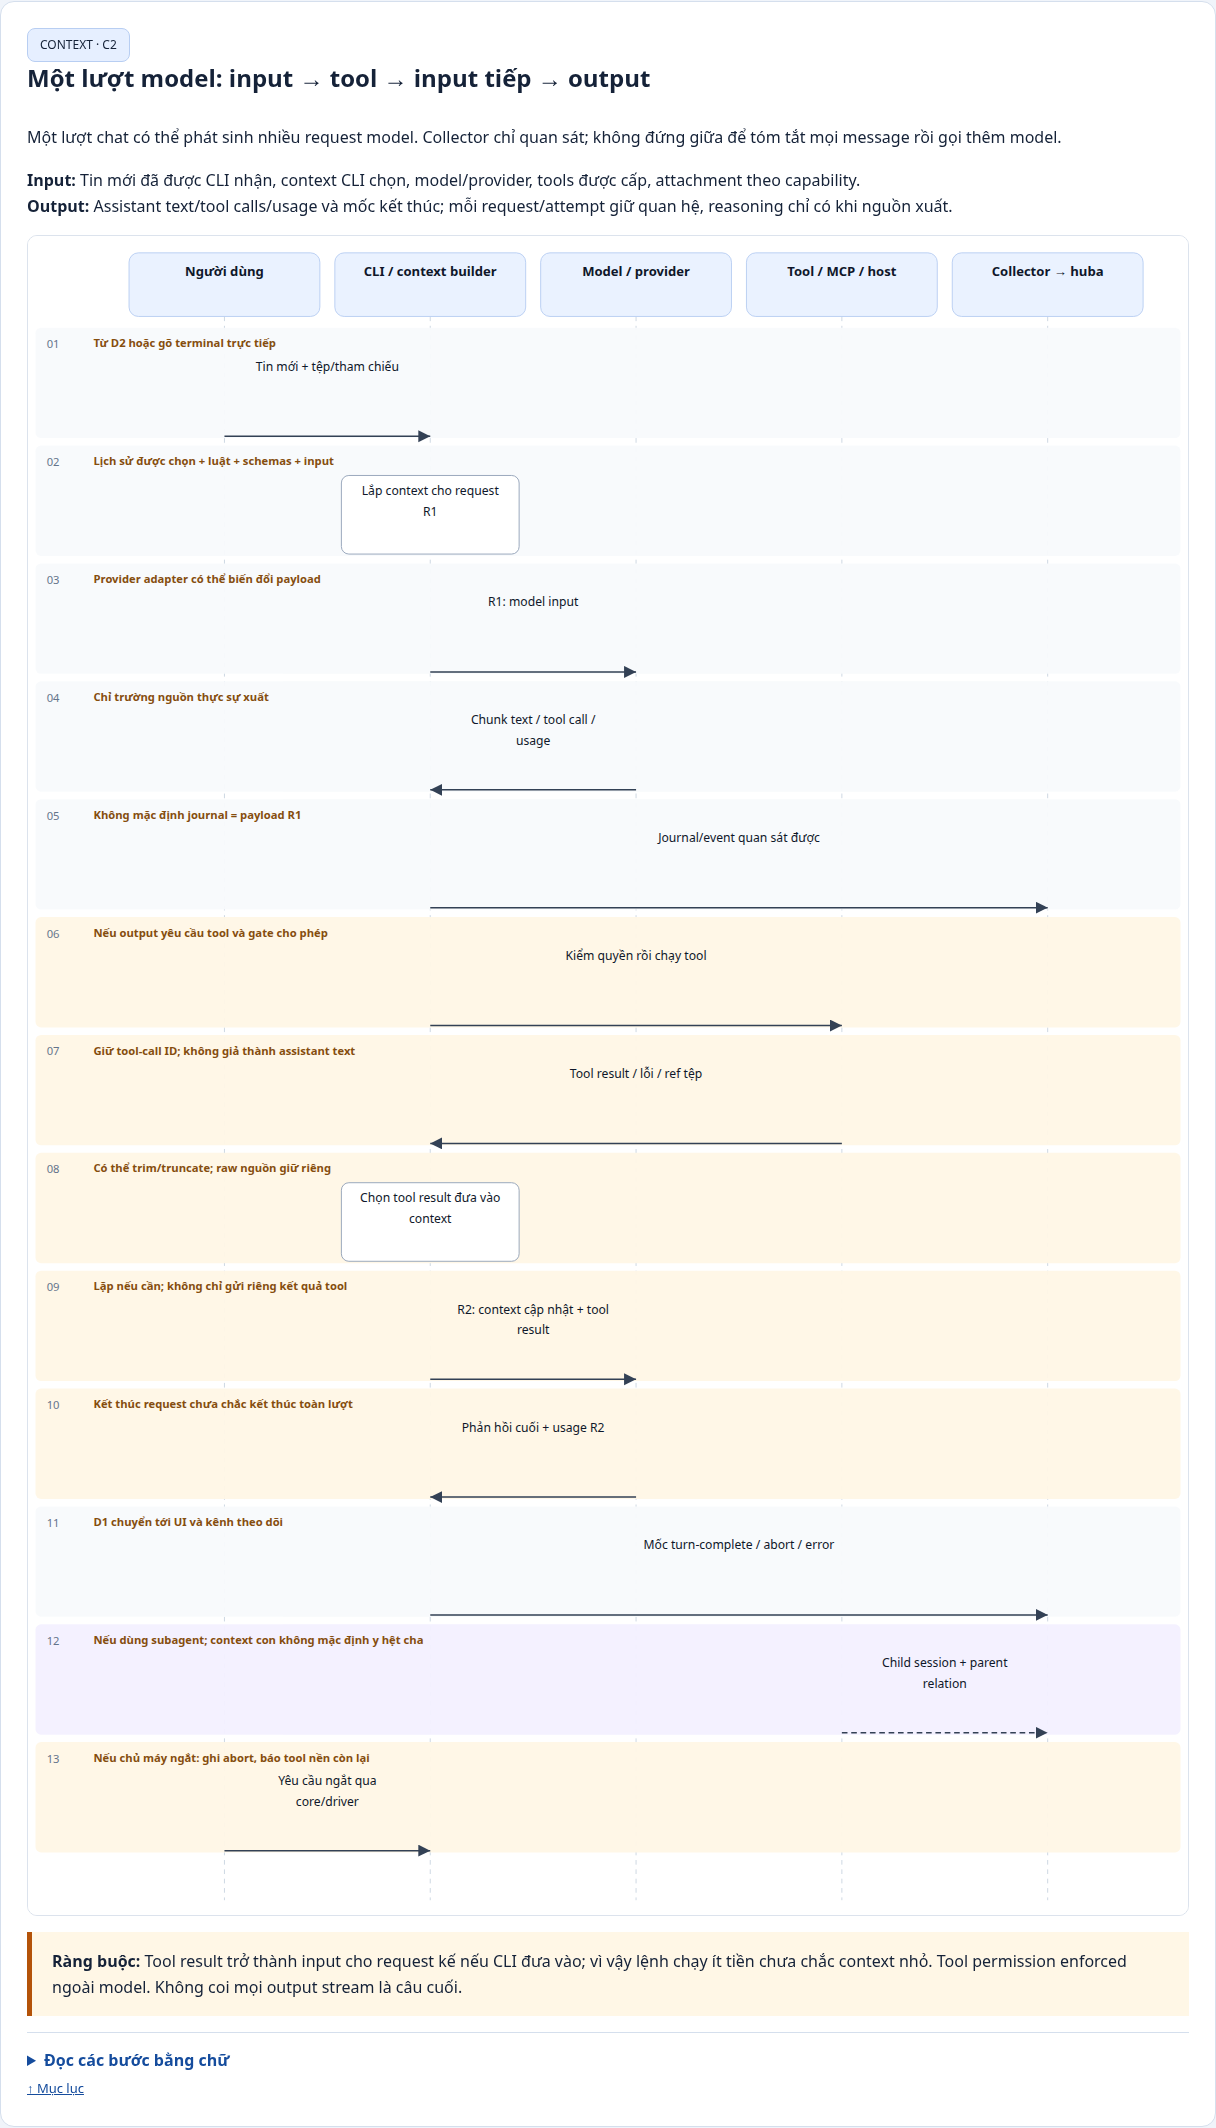 CONTEXT · C2
Một lượt model: input → tool → input tiếp → output
Một lượt chat có thể phát sinh nhiều request model. Collector chỉ quan sát; không đứng giữa để tóm tắt mọi message rồi gọi thêm model.
Input: Tin mới đã được CLI nhận, context CLI chọn, model/provider, tools được cấp, attachment theo capability.
Output: Assistant text/tool calls/usage và mốc kết thúc; mỗi request/attempt giữ quan hệ, reasoning chỉ có khi nguồn xuất.
Người dùng
CLI / context builder
Model / provider
Tool / MCP / host
Collector → huba
01
Từ D2 hoặc gõ terminal trực tiếp
Tin mới + tệp/tham chiếu
02
Lịch sử được chọn + luật + schemas + input
Lắp context cho request
R1
03
Provider adapter có thể biến đổi payload
R1: model input
04
Chỉ trường nguồn thực sự xuất
Chunk text / tool call /
usage
05
Không mặc định journal = payload R1
Journal/event quan sát được
06
Nếu output yêu cầu tool và gate cho phép
Kiểm quyền rồi chạy tool
07
Giữ tool-call ID; không giả thành assistant text
Tool result / lỗi / ref tệp
08
Có thể trim/truncate; raw nguồn giữ riêng
Chọn tool result đưa vào
context
09
Lặp nếu cần; không chỉ gửi riêng kết quả tool
R2: context cập nhật + tool
result
10
Kết thúc request chưa chắc kết thúc toàn lượt
Phản hồi cuối + usage R2
11
D1 chuyển tới UI và kênh theo dõi
Mốc turn-complete / abort / error
12
Nếu dùng subagent; context con không mặc định y hệt cha
Child session + parent
relation
13
Nếu chủ máy ngắt: ghi abort, báo tool nền còn lại
Yêu cầu ngắt qua
core/driver
Ràng buộc: Tool result trở thành input cho request kế nếu CLI đưa vào; vì vậy lệnh chạy ít tiền chưa chắc context nhỏ. Tool permission enforced
ngoài model. Không coi mọi output stream là câu cuối.
▶ Đọc các bước bằng chữ
↑ Mục lục